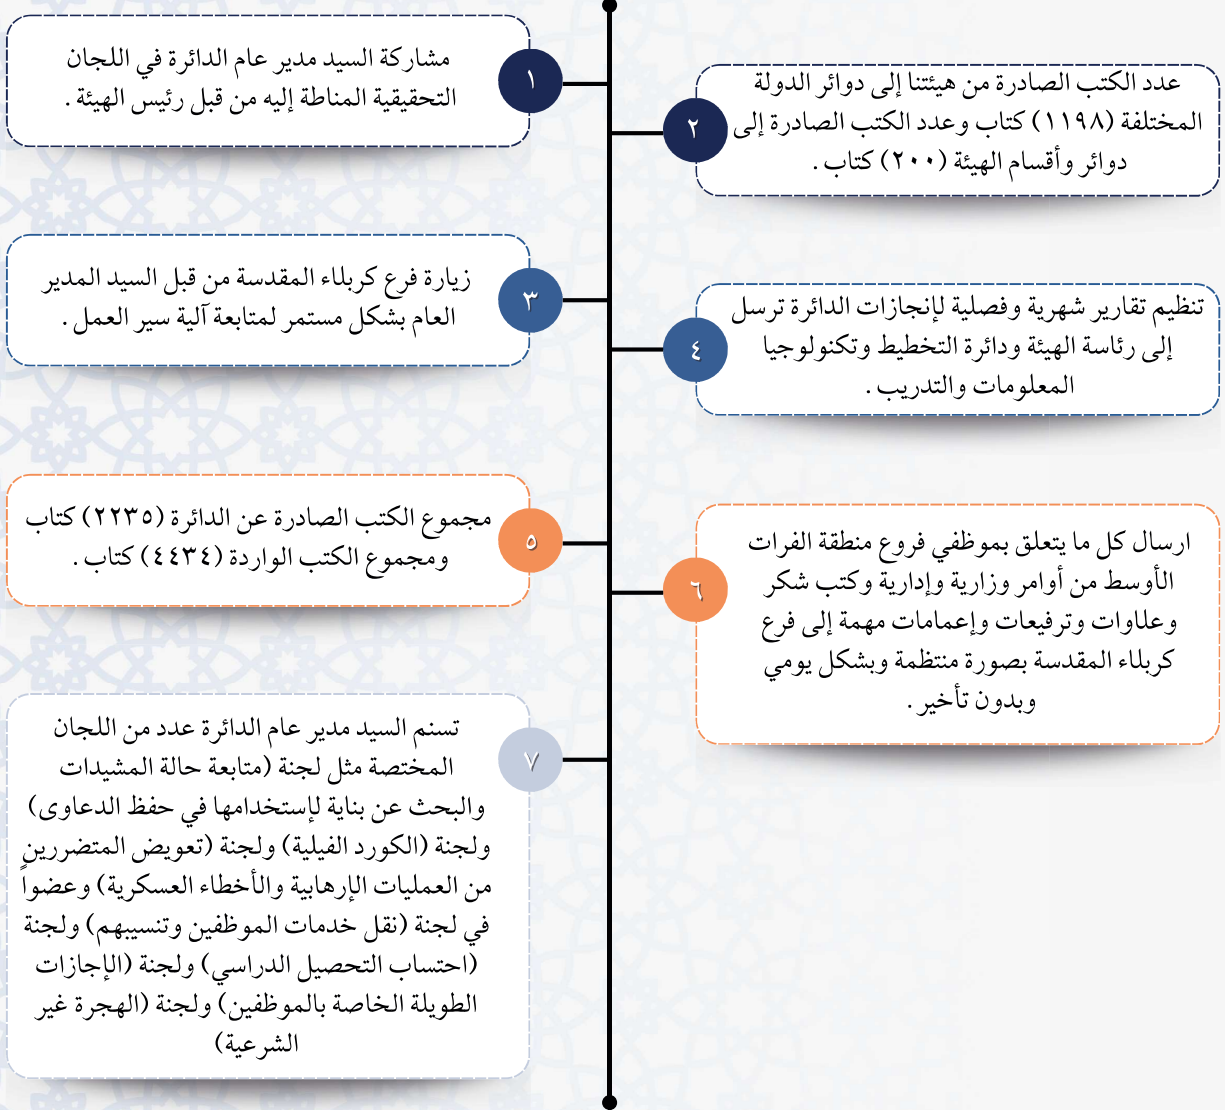 ١
مشاركة السيد مدير عام الدائرة في اللجان
التحقيقية المناطة إليه من قبل رئيس الهيئة .
٢
عدد الكتب الصادرة من هيئتنا إلى دوائر الدولة
المختلفة (١١٩٨) كتاب وعدد الكتب الصادرة إلى
دوائر وأقسام الهيئة (٢٠٠) كتاب .
٣
زيارة فرع كربلاء المقدسة من قبل السيد المدير
العام بشكل مستمر لمتابعة آلية سير العمل .
٤
تنظيم تقارير شهرية وفصلية لإنجازات الدائرة ترسل
إلى رئاسة الهيئة ودائرة التخطيط وتكنولوجيا
المعلومات والتدريب .
٥
مجموع الكتب الصادرة عن الدائرة (٢٢٣٥) كتاب
ومجموع الكتب الواردة (٤٤٣٤) كتاب .
٦
ارسال كل ما يتعلق بموظفي فروع منطقة الفرات
الأوسط من أوامر وزارية وإدارية وكتب شكر
وعلاوات وترفيعات وإعمامات مهمة إلى فرع
كربلاء المقدسة بصورة منتظمة وبشكل يومي
وبدون تأخير .
٧
تسنم السيد مدير عام الدائرة عدد من اللجان
المختصة مثل لجنة (متابعة حالة المشيدات
والبحث عن بناية لإستخدامها في حفظ الدعاوى)
ولجنة (الكورد الفيلية) ولجنة (تعويض المتضررين
من العمليات الإرهابية والأخطاء العسكرية) وعضواً
في لجنة (نقل خدمات الموظفين وتنسيبهم) ولجنة
(احتساب التحصيل الدراسي) ولجنة (الإجازات
الطويلة الخاصة بالموظفين) ولجنة (الهجرة غير
الشرعية)